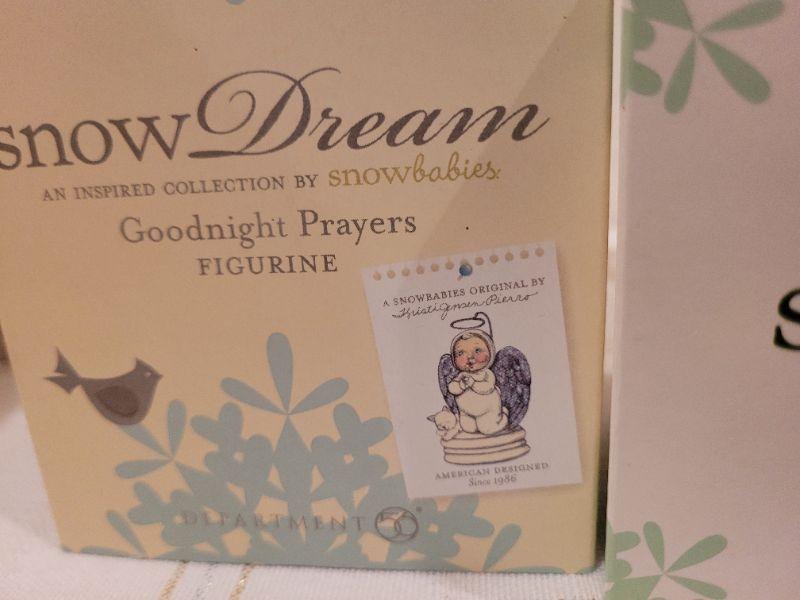 snowDream
AN INSPIRED COLLECTION BY snowbabies.
Goodnight Prayers
FIGURINE
A SNOWBABIES ORIGINAL BY
Kristi Jensen Pierro
AMERICAN DESIGNED
Since 1986
DEPARTMENT 56®
s